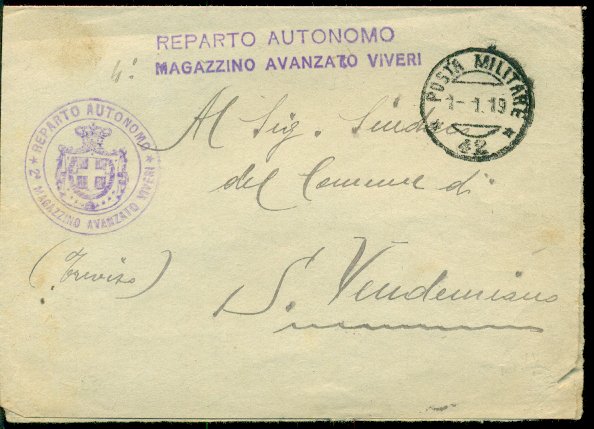 REPARTO AUTONOMO
MAGAZZINO AVANZATO VIVERI
POSTA MILITARE
1-1.19
* 42 *
* REPARTO AUTONOMO *
2° MAGAZZINO AVANZATO VIVERI
Al Sig. Sindaco
del Comune di
(Treviso)
S. Vendemiano